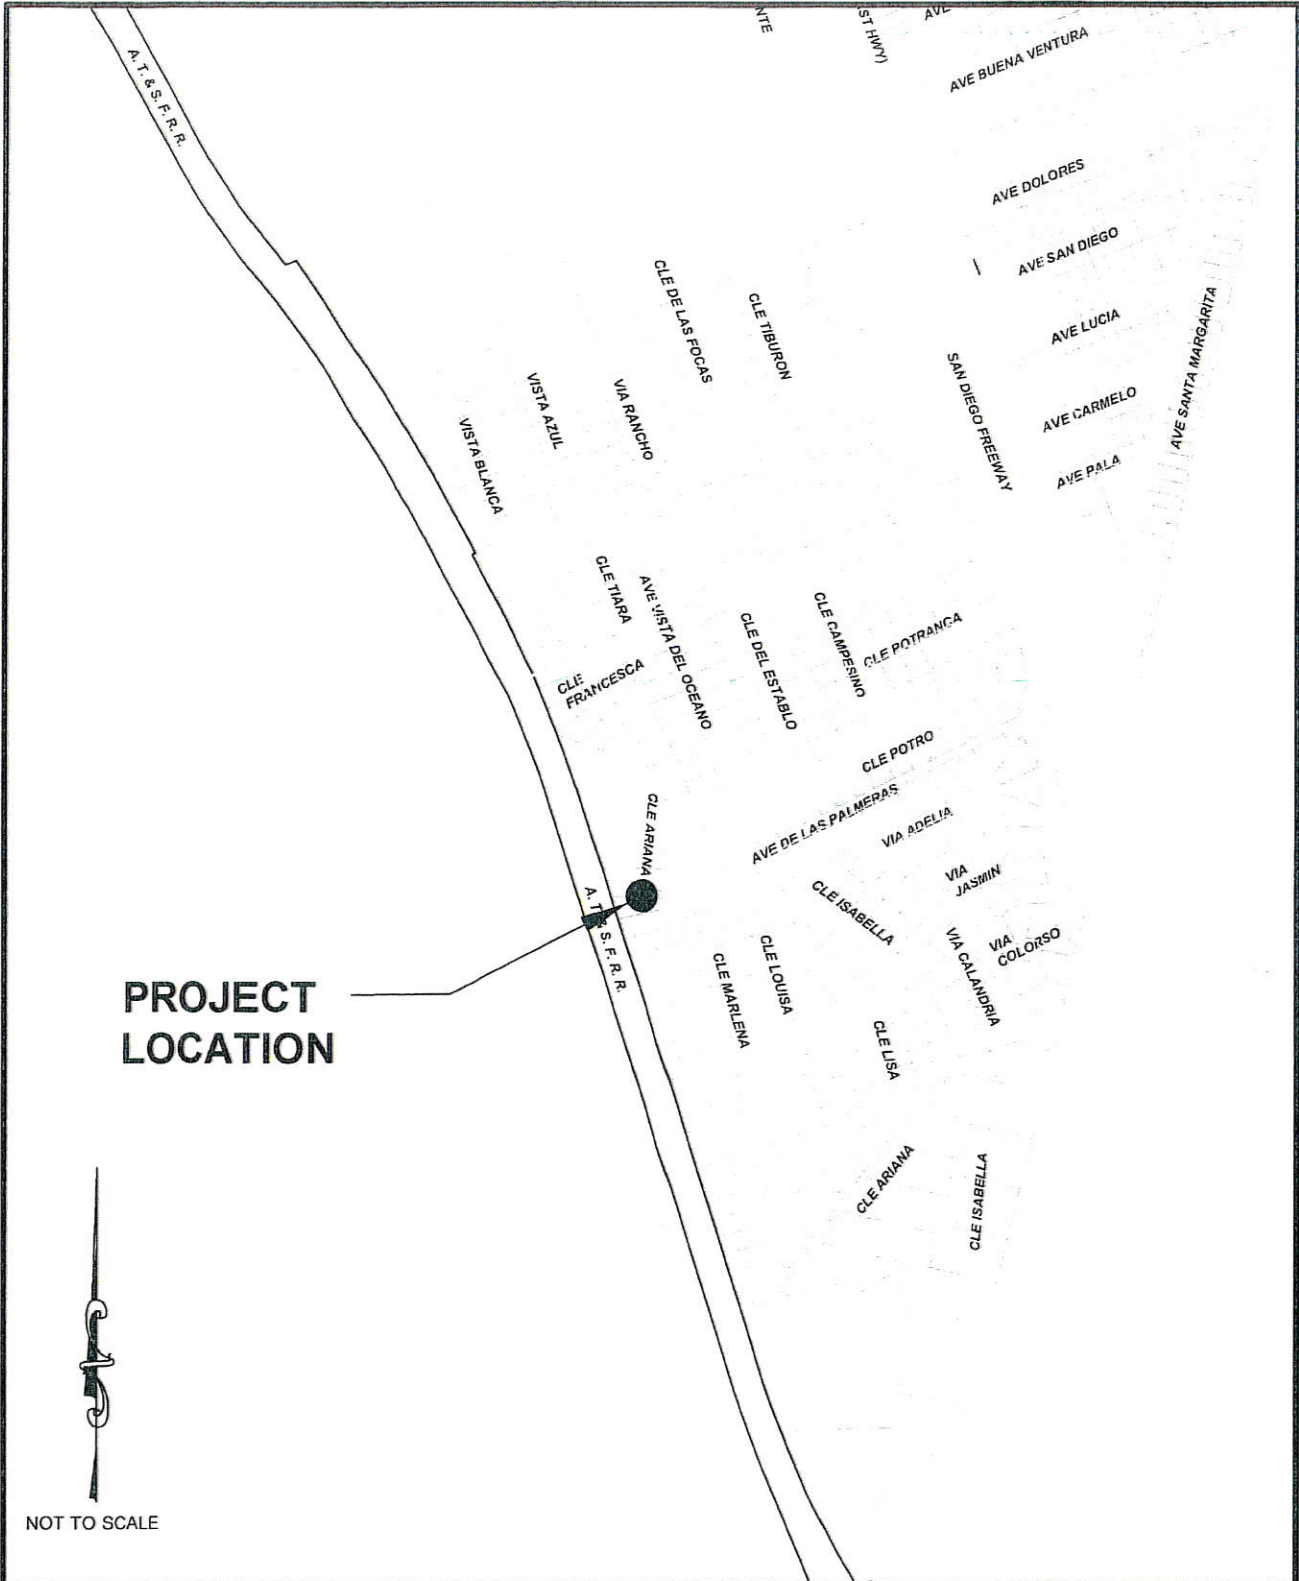 NTE
ST HWY)
AVE
AVE BUENA VENTURA
A. T. & S. F. R. R.
AVE DOLORES
AVE SAN DIEGO
CLE DE LAS FOCAS
CLE TIBURON
AVE LUCIA
AVE SANTA MARGARITA
SAN DIEGO FREEWAY
VISTA AZUL
VIA RANCHO
AVE CARMELO
VISTA BLANCA
AVE PALA
CLE TIARA
AVE VISTA DEL OCEANO
CLE DEL ESTABLO
CLE CAMPESINO
CLE POTRANCA
CLE
FRANCESCA
CLE POTRO
CLE ARIANA
AVE DE LAS PALMERAS
VIA ADELIA
VIA
JASMIN
CLE ISABELLA
A. T. & S. F. R. R.
VIA
COLORSO
VIA CALANDRIA
CLE LOUISA
CLE MARLENA
PROJECT
LOCATION
CLE LISA
CLE ARIANA
CLE ISABELLA
NOT TO SCALE